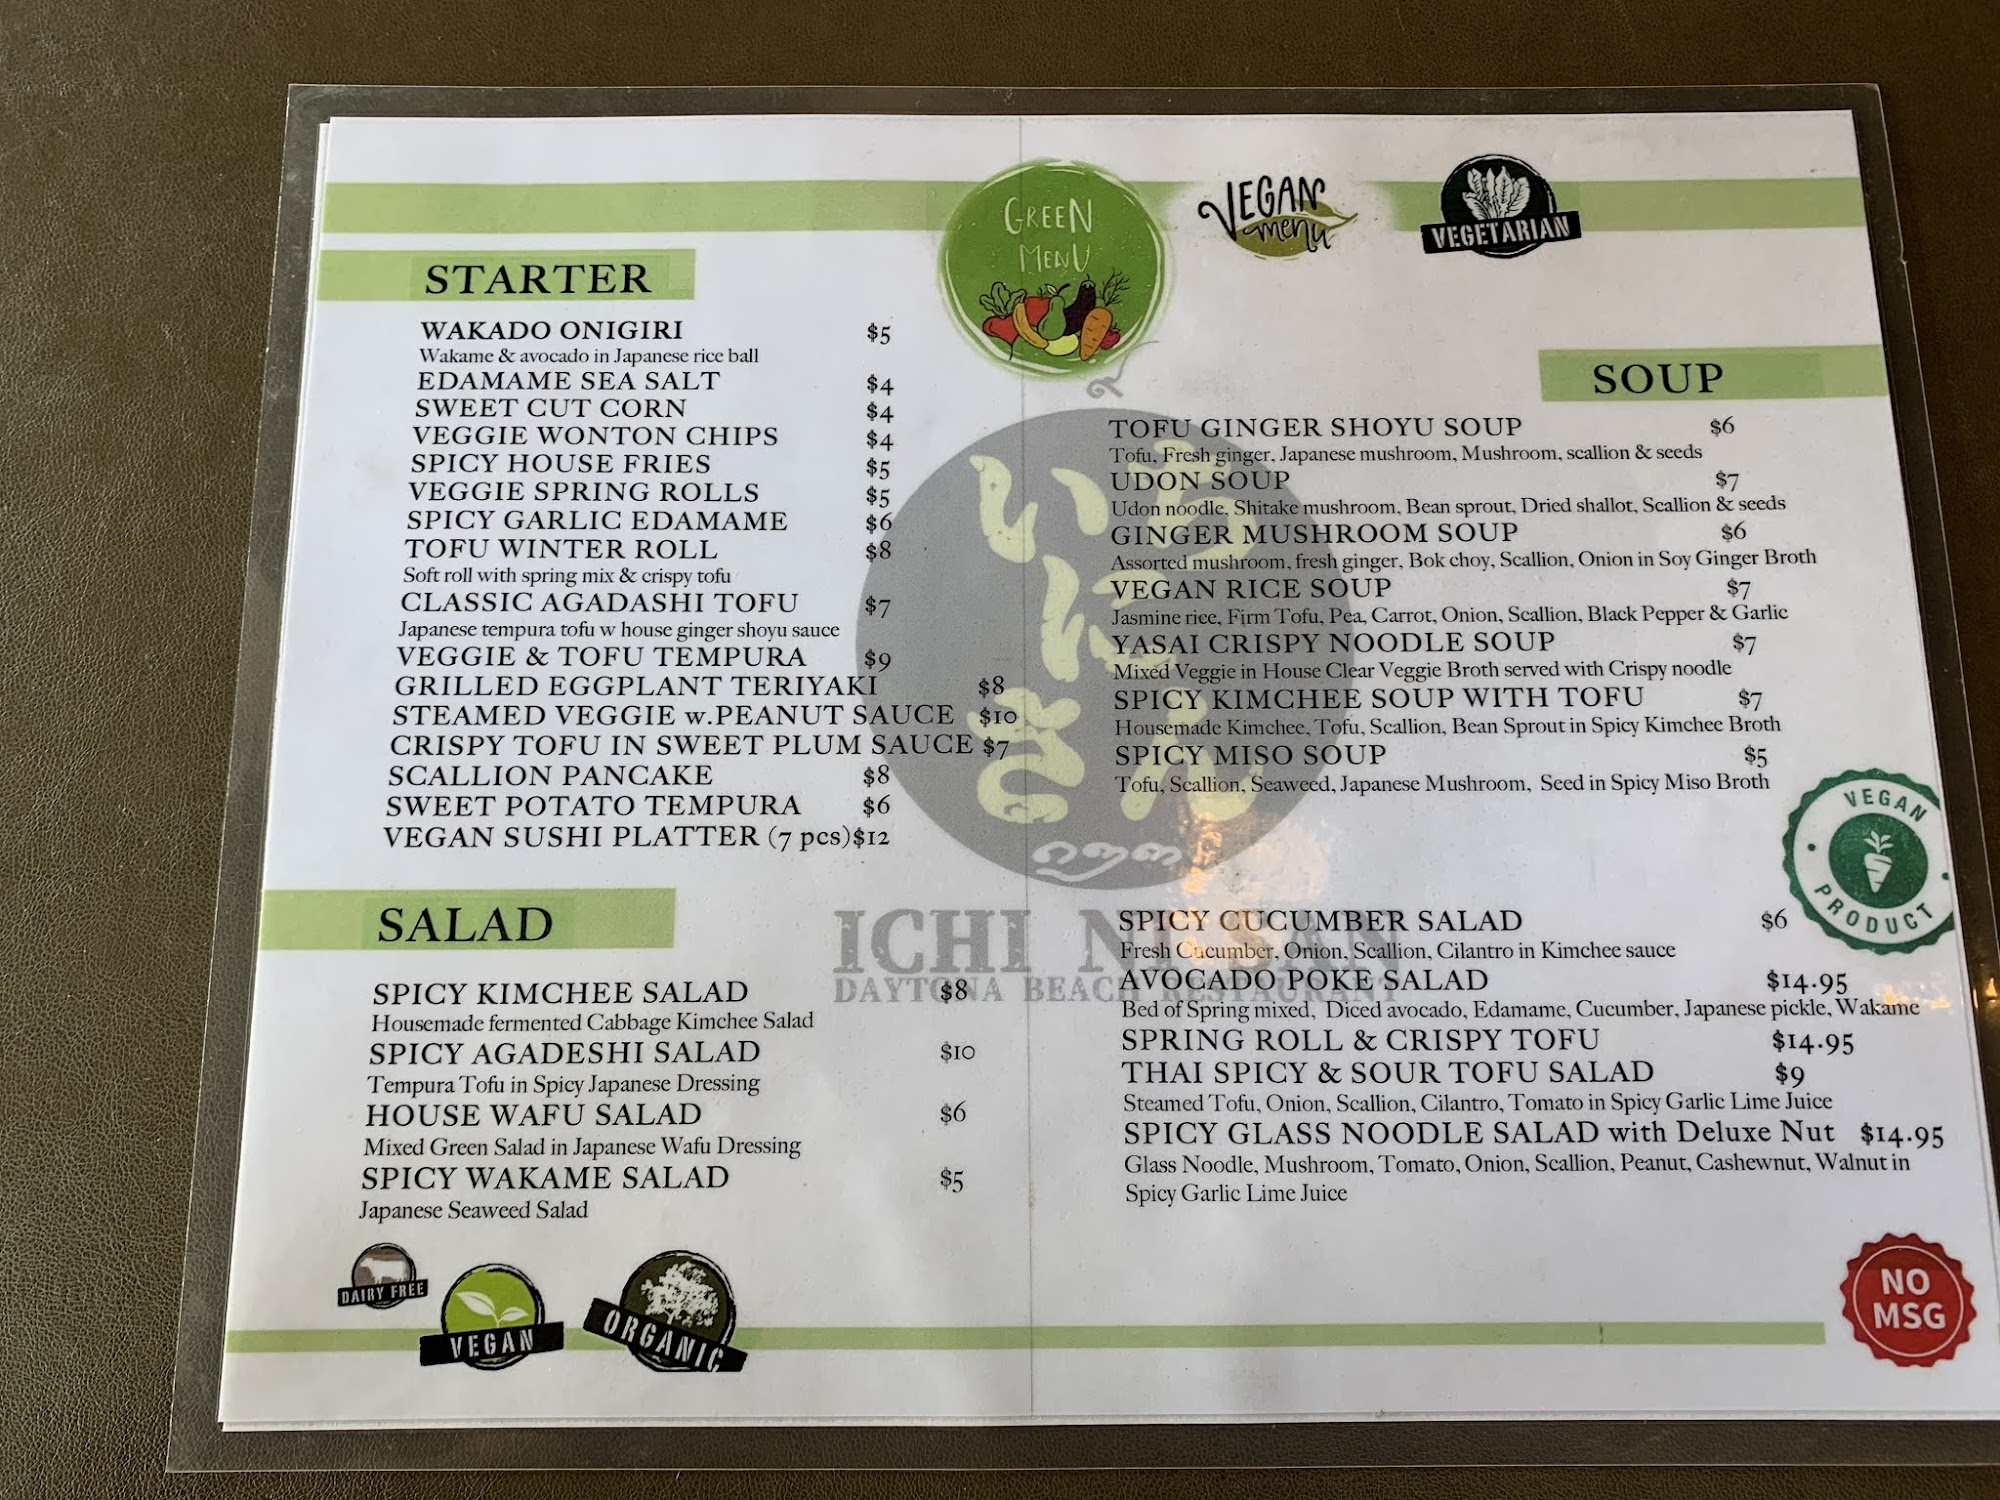 GREEN
MENU
VEGAN
menu
VEGETARIAN
STARTER
WAKADO ONIGIRI $5
Wakame & avocado in Japanese rice ball
EDAMAME SEA SALT $4
SWEET CUT CORN $4
VEGGIE WONTON CHIPS $4
SPICY HOUSE FRIES $5
VEGGIE SPRING ROLLS $5
SPICY GARLIC EDAMAME $6
TOFU WINTER ROLL $8
Soft roll with spring mix & crispy tofu
CLASSIC AGADASHI TOFU $7
Japanese tempura tofu w house ginger shoyu sauce
VEGGIE & TOFU TEMPURA $9
GRILLED EGGPLANT TERIYAKI $8
STEAMED VEGGIE w.PEANUT SAUCE $10
CRISPY TOFU IN SWEET PLUM SAUCE $7
SCALLION PANCAKE $8
SWEET POTATO TEMPURA $6
VEGAN SUSHI PLATTER (7 pcs)$12
SOUP
TOFU GINGER SHOYU SOUP $6
Tofu, Fresh ginger, Japanese mushroom, Mushroom, scallion & seeds
UDON SOUP $7
Udon noodle, Shitake mushroom, Bean sprout, Dried shallot, Scallion & seeds
GINGER MUSHROOM SOUP $6
Assorted mushroom, fresh ginger, Bok choy, Scallion, Onion in Soy Ginger Broth
VEGAN RICE SOUP $7
Jasmine rice, Firm Tofu, Pea, Carrot, Onion, Scallion, Black Pepper & Garlic
YASAI CRISPY NOODLE SOUP $7
Mixed Veggie in House Clear Veggie Broth served with Crispy noodle
SPICY KIMCHEE SOUP WITH TOFU $7
Housemade Kimchee, Tofu, Scallion, Bean Sprout in Spicy Kimchee Broth
SPICY MISO SOUP $5
Tofu, Scallion, Seaweed, Japanese Mushroom, Seed in Spicy Miso Broth
VEGAN
PRODUCT
いち
に
さん
ICHI NI SAN
DAYTONA BEACH RESTAURANT
SALAD
SPICY KIMCHEE SALAD $8
Housemade fermented Cabbage Kimchee Salad
SPICY AGADESHI SALAD $10
Tempura Tofu in Spicy Japanese Dressing
HOUSE WAFU SALAD $6
Mixed Green Salad in Japanese Wafu Dressing
SPICY WAKAME SALAD $5
Japanese Seaweed Salad
SPICY CUCUMBER SALAD $6
Fresh Cucumber, Onion, Scallion, Cilantro in Kimchee sauce
AVOCADO POKE SALAD $14.95
Bed of Spring mixed, Diced avocado, Edamame, Cucumber, Japanese pickle, Wakame
SPRING ROLL & CRISPY TOFU $14.95
THAI SPICY & SOUR TOFU SALAD $9
Steamed Tofu, Onion, Scallion, Cilantro, Tomato in Spicy Garlic Lime Juice
SPICY GLASS NOODLE SALAD with Deluxe Nut $14.95
Glass Noodle, Mushroom, Tomato, Onion, Scallion, Peanut, Cashewnut, Walnut in
Spicy Garlic Lime Juice
DAIRY FREE
VEGAN
ORGANIC
NO
MSG